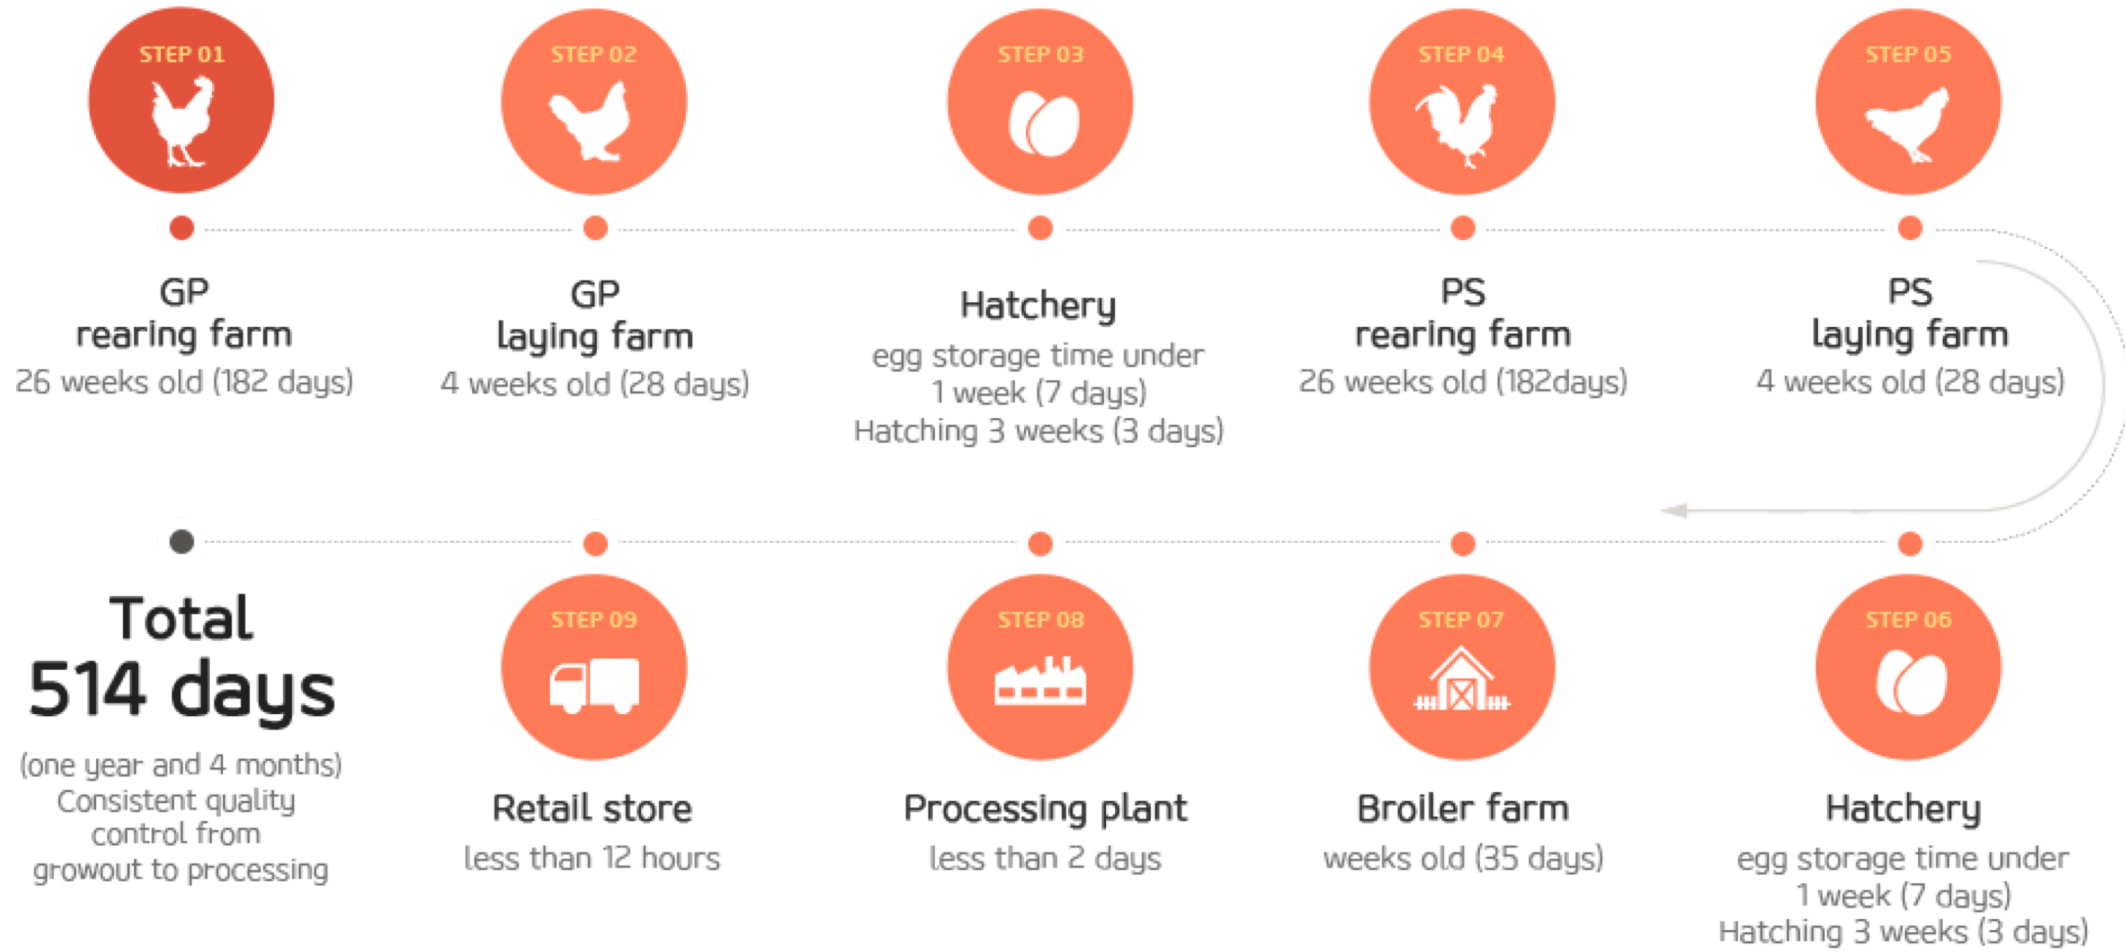 STEP 01
GP
rearing farm
26 weeks old (182 days)
STEP 02
GP
laying farm
4 weeks old (28 days)
STEP 03
Hatchery
egg storage time under
1 week (7 days)
Hatching 3 weeks (3 days)
STEP 04
PS
rearing farm
26 weeks old (182days)
STEP 05
PS
laying farm
4 weeks old (28 days)
STEP 06
Hatchery
egg storage time under
1 week (7 days)
Hatching 3 weeks (3 days)
STEP 07
Broiler farm
weeks old (35 days)
STEP 08
Processing plant
less than 2 days
STEP 09
Retail store
less than 12 hours
Total
514 days
(one year and 4 months)
Consistent quality
control from
growout to processing